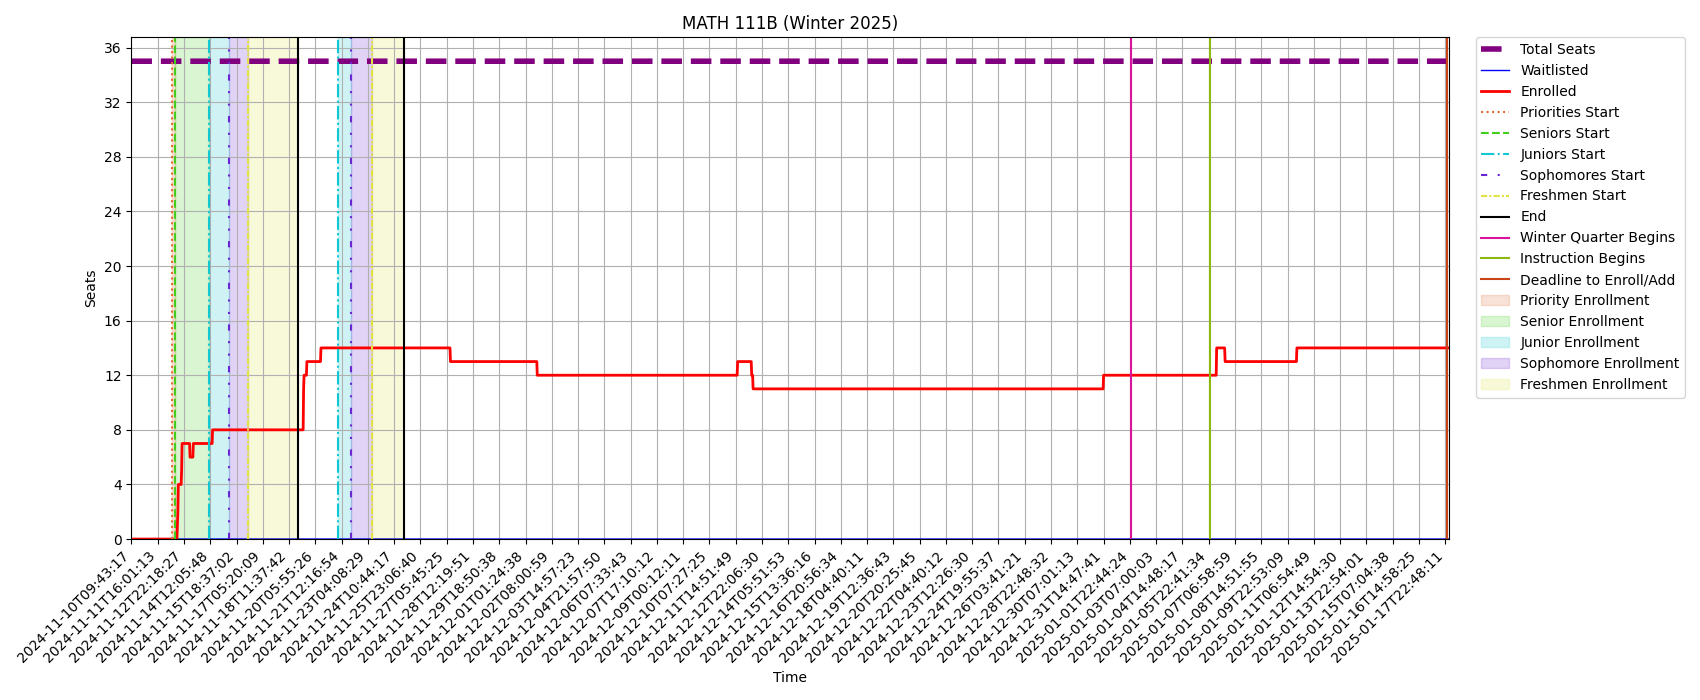 MATH 111B (Winter 2025)
36
32
28
24
20
16
12
8
4
0
Seats
2024-11-10T09:43:17
2024-11-11T16:01:13
2024-11-12T22:18:27
2024-11-14T12:05:48
2024-11-15T18:37:02
2024-11-17T05:20:09
2024-11-18T11:37:42
2024-11-20T05:55:26
2024-11-21T12:16:54
2024-11-23T04:08:29
2024-11-24T10:44:17
2024-11-25T23:06:40
2024-11-27T05:45:25
2024-11-28T12:19:51
2024-11-29T18:50:38
2024-12-01T01:24:38
2024-12-02T08:00:59
2024-12-03T14:57:23
2024-12-04T21:57:50
2024-12-06T07:33:43
2024-12-07T17:10:12
2024-12-09T00:12:11
2024-12-10T07:27:25
2024-12-11T14:51:49
2024-12-12T22:06:30
2024-12-14T05:51:53
2024-12-15T13:36:16
2024-12-16T20:56:34
2024-12-18T04:40:11
2024-12-19T12:36:43
2024-12-20T20:25:45
2024-12-22T04:40:12
2024-12-23T12:26:30
2024-12-24T19:55:37
2024-12-26T03:41:21
2024-12-28T22:48:32
2024-12-30T07:01:13
2024-12-31T14:47:41
2025-01-01T22:44:24
2025-01-03T07:00:03
2025-01-04T14:48:17
2025-01-05T22:41:34
2025-01-07T06:58:59
2025-01-08T14:51:55
2025-01-09T22:53:09
2025-01-11T06:54:49
2025-01-12T14:54:30
2025-01-13T22:54:01
2025-01-15T07:04:38
2025-01-16T14:58:25
2025-01-17T22:48:11
Time
Total Seats
Waitlisted
Enrolled
Priorities Start
Seniors Start
Juniors Start
Sophomores Start
Freshmen Start
End
Winter Quarter Begins
Instruction Begins
Deadline to Enroll/Add
Priority Enrollment
Senior Enrollment
Junior Enrollment
Sophomore Enrollment
Freshmen Enrollment